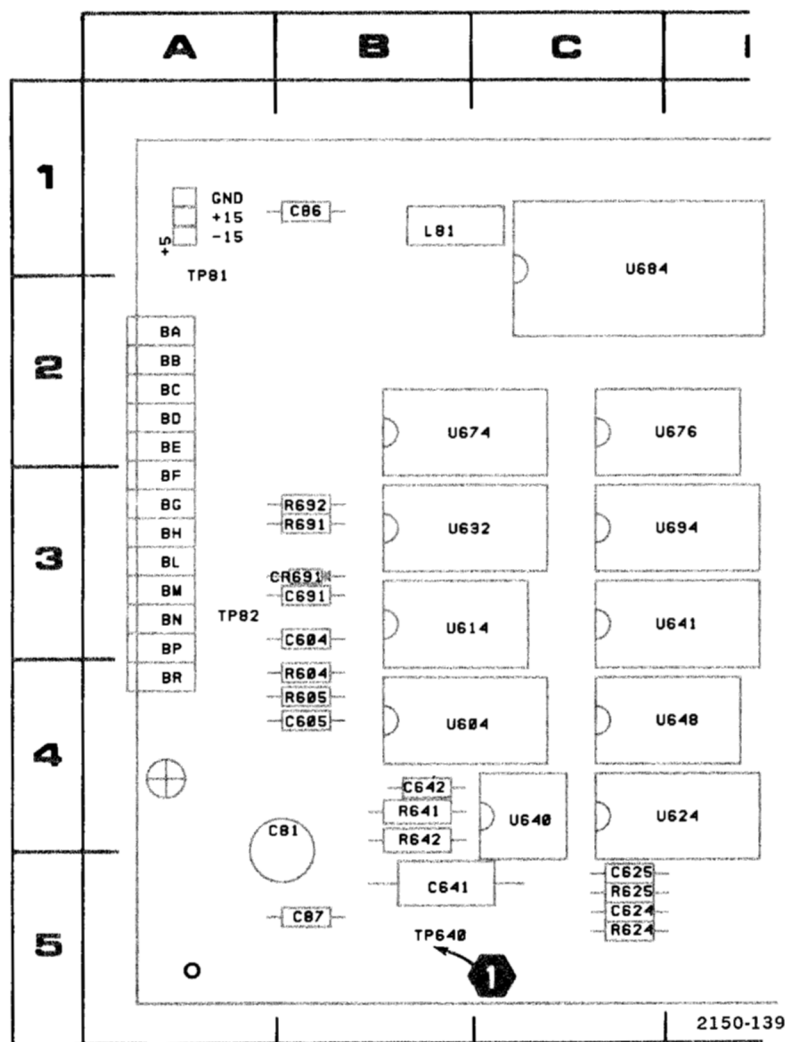 A B C
1
GND
+15
-15
+5
TP81
C86
L81
U684
2
BA
BB
BC
BD
BE
BF
U674
U676
3
BG
BH
BL
BM
BN
BP
BR
R692
R691
CR691
C691
TP82
C604
U632
U694
U614
U641
4
R604
R605
C605
U604
U648
C642
R641
R642
U640
U624
C81
5
C641
C625
R625
C624
R624
C87
TP640
1
2150-139